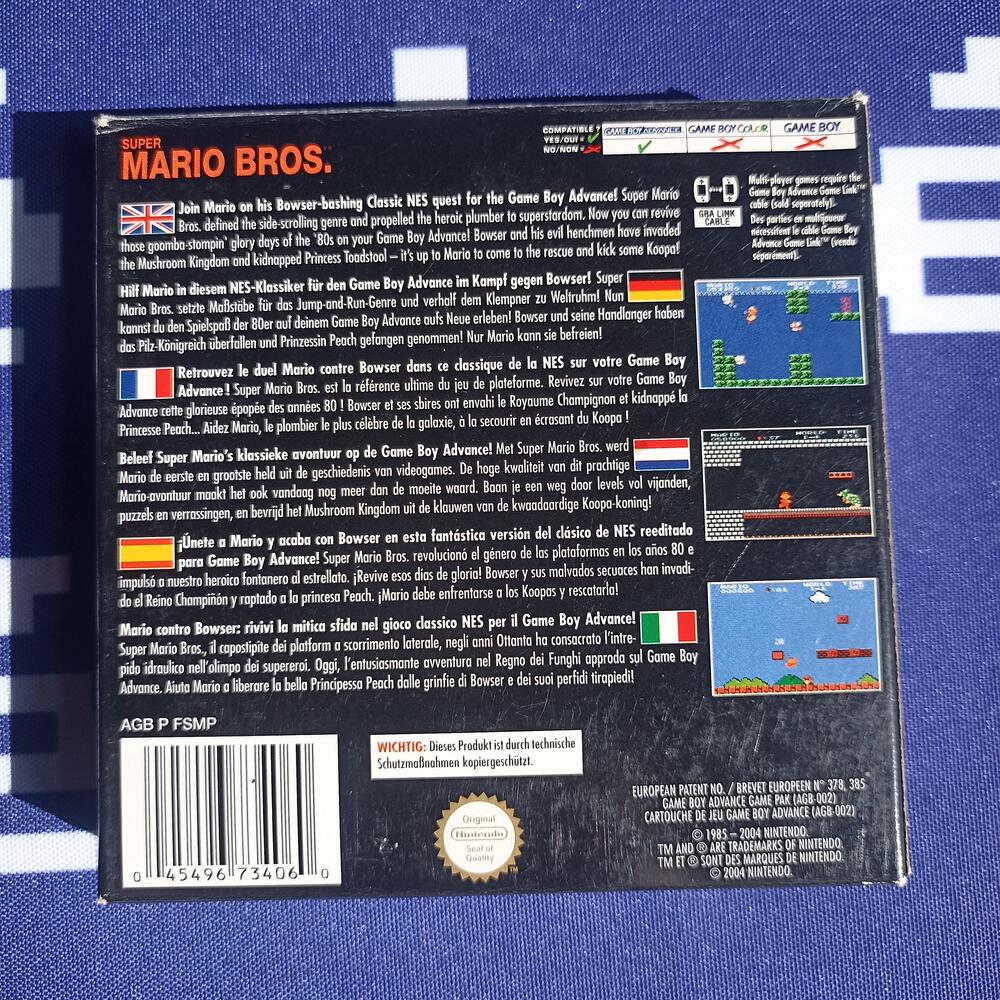 SUPER
MARIO BROS.™
COMPATIBLE ?
YES/OUI =
NO/NON =
GAME BOY ADVANCE
GAME BOY COLOR
GAME BOY
Join Mario on his Bowser-bashing Classic NES quest for the Game Boy Advance! Super Mario
Bros. defined the side-scrolling genre and propelled the heroic plumber to superstardom. Now you can revive
those goomba-stompin' glory days of the '80s on your Game Boy Advance! Bowser and his evil henchmen have invaded
the Mushroom Kingdom and kidnapped Princess Toadstool – it's up to Mario to come to the rescue and kick some Koopa!
GBA LINK
CABLE
Multi-player games require the
Game Boy Advance Game Link™
cable (sold separately).
Des parties en multijoueur
nécessitent le câble Game Boy
Advance Game Link™ (vendu
séparément).
Hilf Mario in diesem NES-Klassiker für den Game Boy Advance im Kampf gegen Bowser! Super
Mario Bros. setzte Maßstäbe für das Jump-and-Run-Genre und verhalf dem Klempner zu Weltruhm! Nun
kannst du den Spielspaß der 80er auf deinem Game Boy Advance aufs Neue erleben! Bowser und seine Handlanger haben
das Pilz-Königreich überfallen und Prinzessin Peach gefangen genommen! Nur Mario kann sie befreien!
Retrouvez le duel Mario contre Bowser dans ce classique de la NES sur votre Game Boy
Advance ! Super Mario Bros. est la référence ultime du jeu de plateforme. Revivez sur votre Game Boy
Advance cette glorieuse épopée des années 80 ! Bowser et ses sbires ont envahi le Royaume Champignon et kidnappé la
Princesse Peach... Aidez Mario, le plombier le plus célèbre de la galaxie, à la secourir en écrasant du Koopa !
Beleef Super Mario's klassieke avontuur op de Game Boy Advance! Met Super Mario Bros. werd
Mario de eerste en grootste held uit de geschiedenis van videogames. De hoge kwaliteit van dit prachtige
Mario-avontuur maakt het ook vandaag nog meer dan de moeite waard. Baan je een weg door levels vol vijanden,
puzzels en verrassingen, en bevrijd het Mushroom Kingdom uit de klauwen van de kwaadaardige Koopa-koning!
¡Únete a Mario y acaba con Bowser en esta fantástica versión del clásico de NES reeditado
para Game Boy Advance! Super Mario Bros. revolucionó el género de las plataformas en los años 80 e
impulsó a nuestro heroico fontanero al estrellato. ¡Revive esos días de gloria! Bowser y sus malvados secuaces han invadi-
do el Reino Champiñón y raptado a la princesa Peach. ¡Mario debe enfrentarse a los Koopas y rescatarla!
Mario contro Bowser: rivivi la mitica sfida nel gioco classico NES per il Game Boy Advance!
Super Mario Bros., il capostipite dei platform a scorrimento laterale, negli anni Ottanta ha consacrato l'intre-
pido idraulico nell'olimpo dei supereroi. Oggi, l'entusiasmante avventura nel Regno dei Funghi approda sul Game Boy
Advance. Aiuta Mario a liberare la bella Principessa Peach dalle grinfie di Bowser e dei suoi perfidi tirapiedi!
MARIO WORLD TIME
MARIO WORLD TIME
MARIO WORLD TIME
000200
AGB P FSMP
0 45496 73406 0
WICHTIG: Dieses Produkt ist durch technische
Schutzmaßnahmen kopiergeschützt.
Original
Nintendo
Seal of
Quality
TM
EUROPEAN PATENT NO. / BREVET EUROPEEN N° 378, 385
GAME BOY ADVANCE GAME PAK (AGB-002)
CARTOUCHE DE JEU GAME BOY ADVANCE (AGB-002)
© 1985 – 2004 NINTENDO.
TM AND ® ARE TRADEMARKS OF NINTENDO.
TM ET ® SONT DES MARQUES DE NINTENDO.
© 2004 NINTENDO.